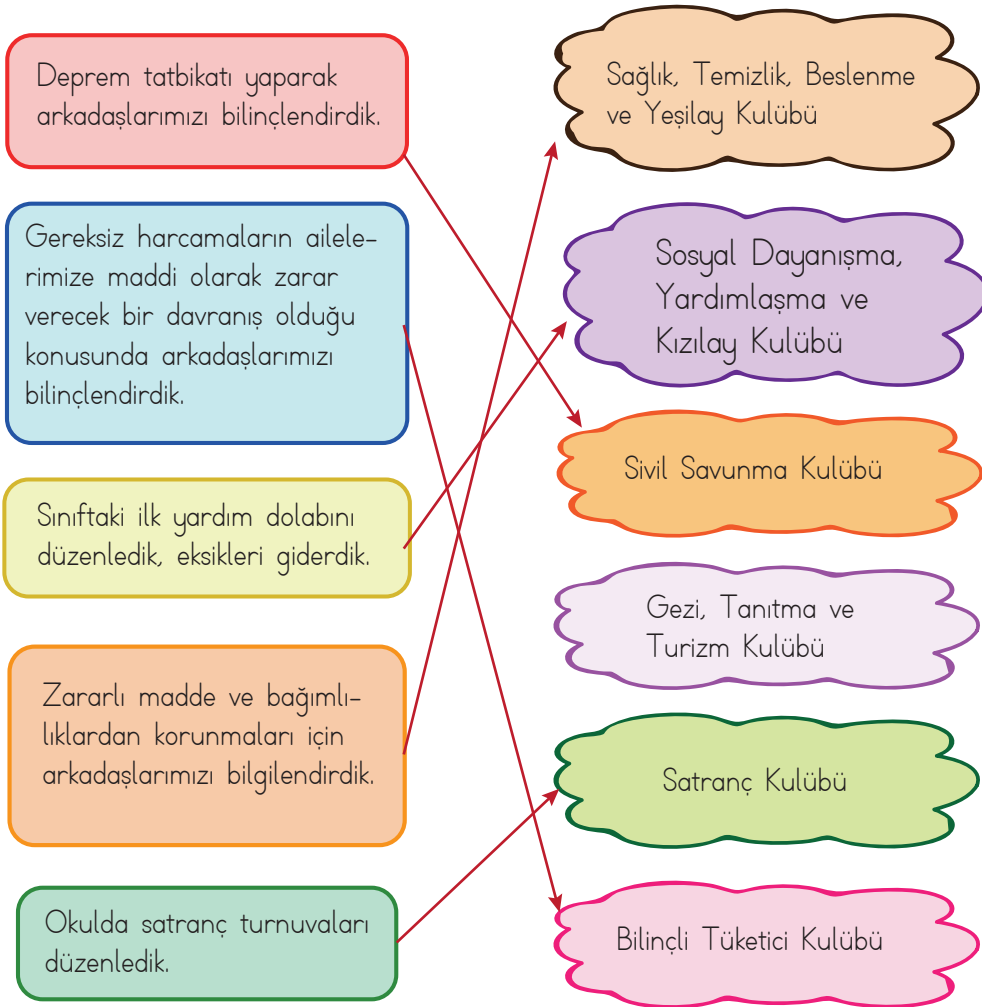 Deprem tatbikatı yaparak
arkadaşlarımızı bilinçlendirdik.
Gereksiz harcamaların ailele-
rimize maddi olarak zarar
verecek bir davranış olduğu
konusunda arkadaşlarımızı
bilinçlendirdik.
Sınıftaki ilk yardım dolabını
düzenledik, eksikleri giderdik.
Zararlı madde ve bağımlı-
lıklardan korunmaları için
arkadaşlarımızı bilgilendirdik.
Okulda satranç turnuvaları
düzenledik.
Sağlık, Temizlik, Beslenme
ve Yeşilay Kulübü
Sosyal Dayanışma,
Yardımlaşma ve
Kızılay Kulübü
Sivil Savunma Kulübü
Gezi, Tanıtma ve
Turizm Kulübü
Satranç Kulübü
Bilinçli Tüketici Kulübü